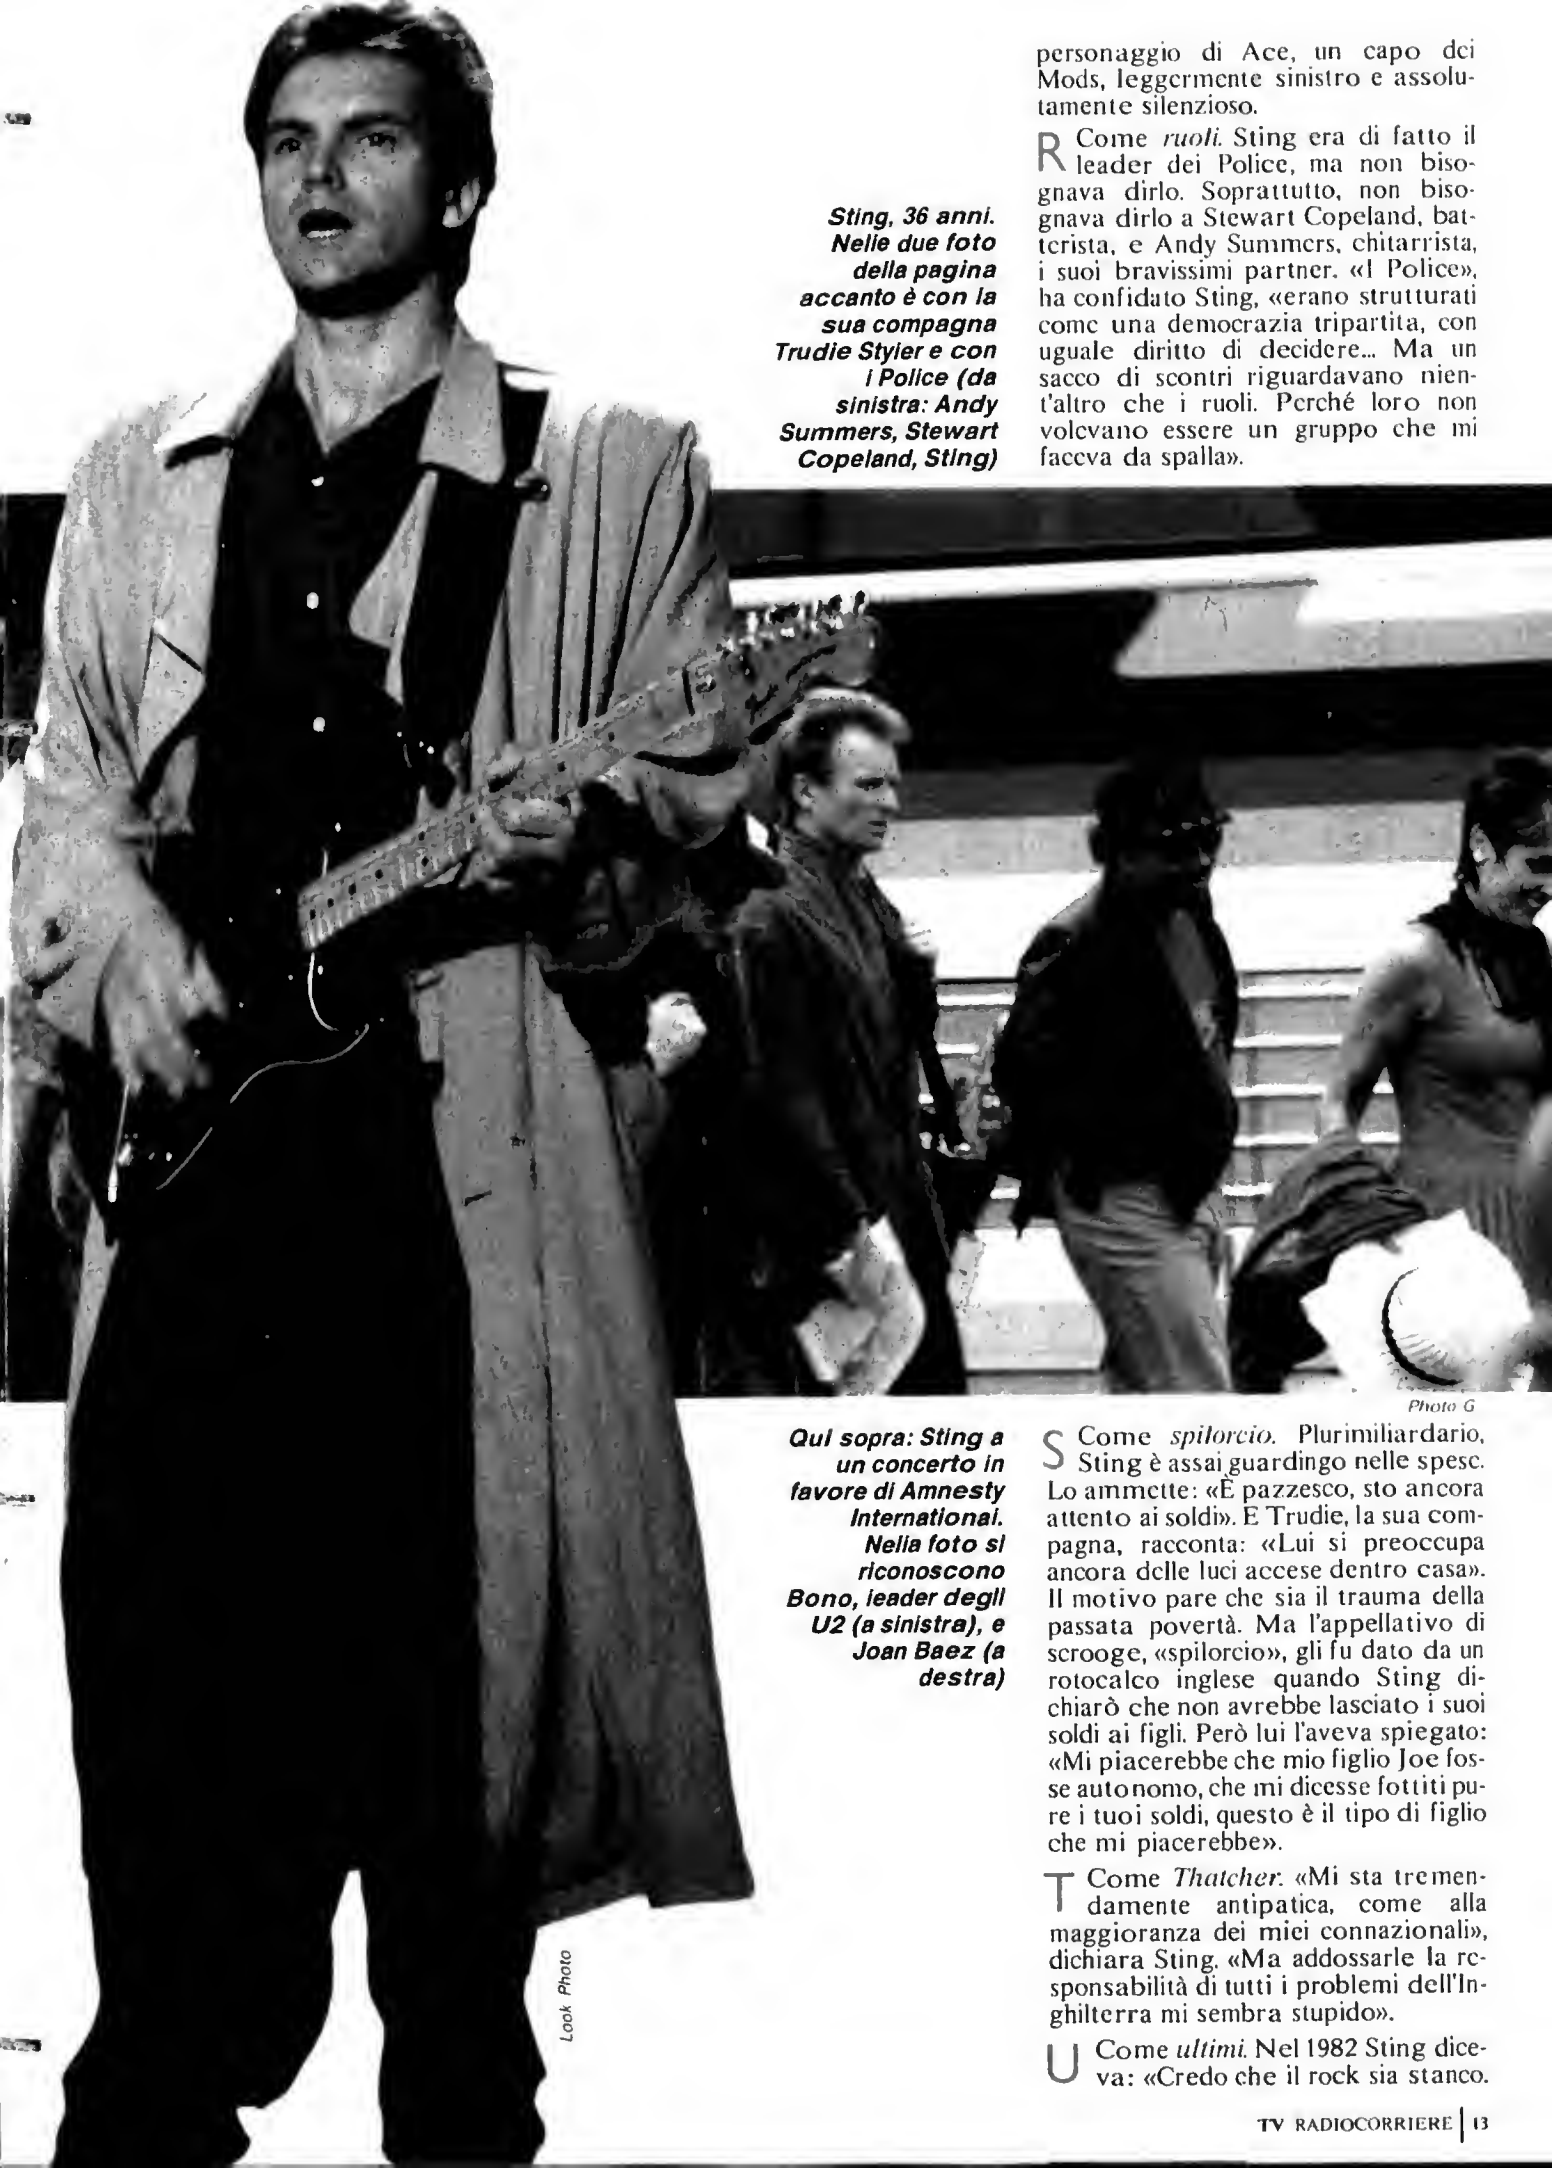 personaggio di Ace, un capo dei
Mods, leggermente sinistro e assolu-
tamente silenzioso.
R Come ruoli. Sting era di fatto il
leader dei Police, ma non biso-
gnava dirlo. Soprattutto, non biso-
gnava dirlo a Stewart Copeland, bat-
terista, e Andy Summers, chitarrista,
i suoi bravissimi partner. «I Police»,
ha confidato Sting, «erano strutturati
come una democrazia tripartita, con
uguale diritto di decidere... Ma un
sacco di scontri riguardavano nien-
t'altro che i ruoli. Perché loro non
volevano essere un gruppo che mi
faceva da spalla».
Sting, 36 anni.
Nelle due foto
della pagina
accanto è con la
sua compagna
Trudie Styler e con
i Police (da
sinistra: Andy
Summers, Stewart
Copeland, Sting)
Photo G
Qui sopra: Sting a
un concerto in
favore di Amnesty
International.
Nella foto si
riconoscono
Bono, leader degli
U2 (a sinistra), e
Joan Baez (a
destra)
S Come spilorcio. Plurimiliardario,
Sting è assai guardingo nelle spese.
Lo ammette: «È pazzesco, sto ancora
attento ai soldi». E Trudie, la sua com-
pagna, racconta: «Lui si preoccupa
ancora delle luci accese dentro casa».
Il motivo pare che sia il trauma della
passata povertà. Ma l'appellativo di
scrooge, «spilorcio», gli fu dato da un
rotocalco inglese quando Sting di-
chiarò che non avrebbe lasciato i suoi
soldi ai figli. Però lui l'aveva spiegato:
«Mi piacerebbe che mio figlio Joe fos-
se autonomo, che mi dicesse fottiti pu-
re i tuoi soldi, questo è il tipo di figlio
che mi piacerebbe».
T Come Thatcher. «Mi sta tremen-
damente antipatica, come alla
maggioranza dei miei connazionali»,
dichiara Sting. «Ma addossarle la re-
sponsabilità di tutti i problemi dell'In-
ghilterra mi sembra stupido».
U Come ultimi. Nel 1982 Sting dice-
va: «Credo che il rock sia stanco.
Look Photo
TV RADIOCORRIERE | 13